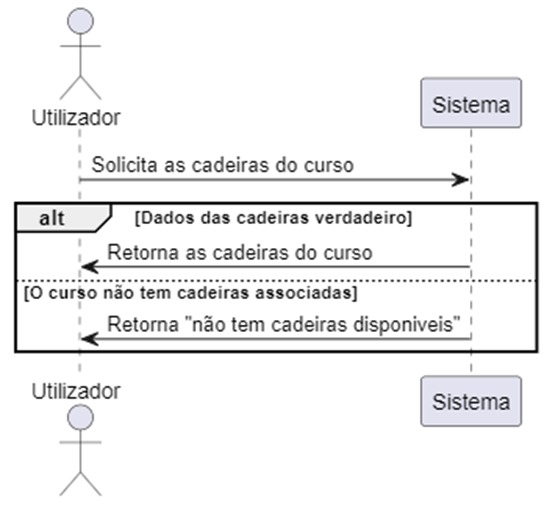 Utilizador
Sistema
Solicita as cadeiras do curso
alt
[Dados das cadeiras verdadeiro]
Retorna as cadeiras do curso
[O curso não tem cadeiras associadas]
Retorna "não tem cadeiras disponiveis"
Utilizador
Sistema